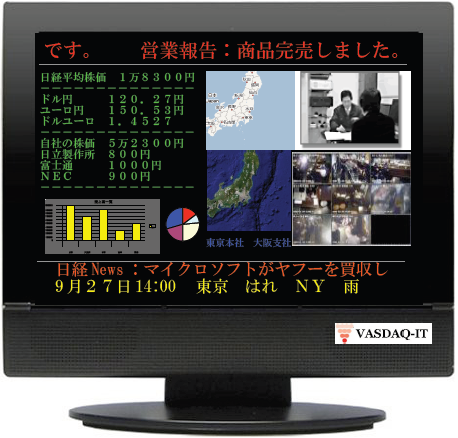 です。　　営業報告：商品完売しました。
日経平均株価　１万８３００円
ドル円　　　１２０．２７円
ユーロ円　　１５０．５３円
ドルユーロ　１．４５２７
自社の株価　５万２３００円
日立製作所　８００円
富士通　　　１０００円
ＮＥＣ　　　９００円
東京本社　大阪支社
日経 News ：マイクロソフトがヤフーを買収し
９月２７日 14:00　東京　はれ　ＮＹ　雨
VASDAQ-IT